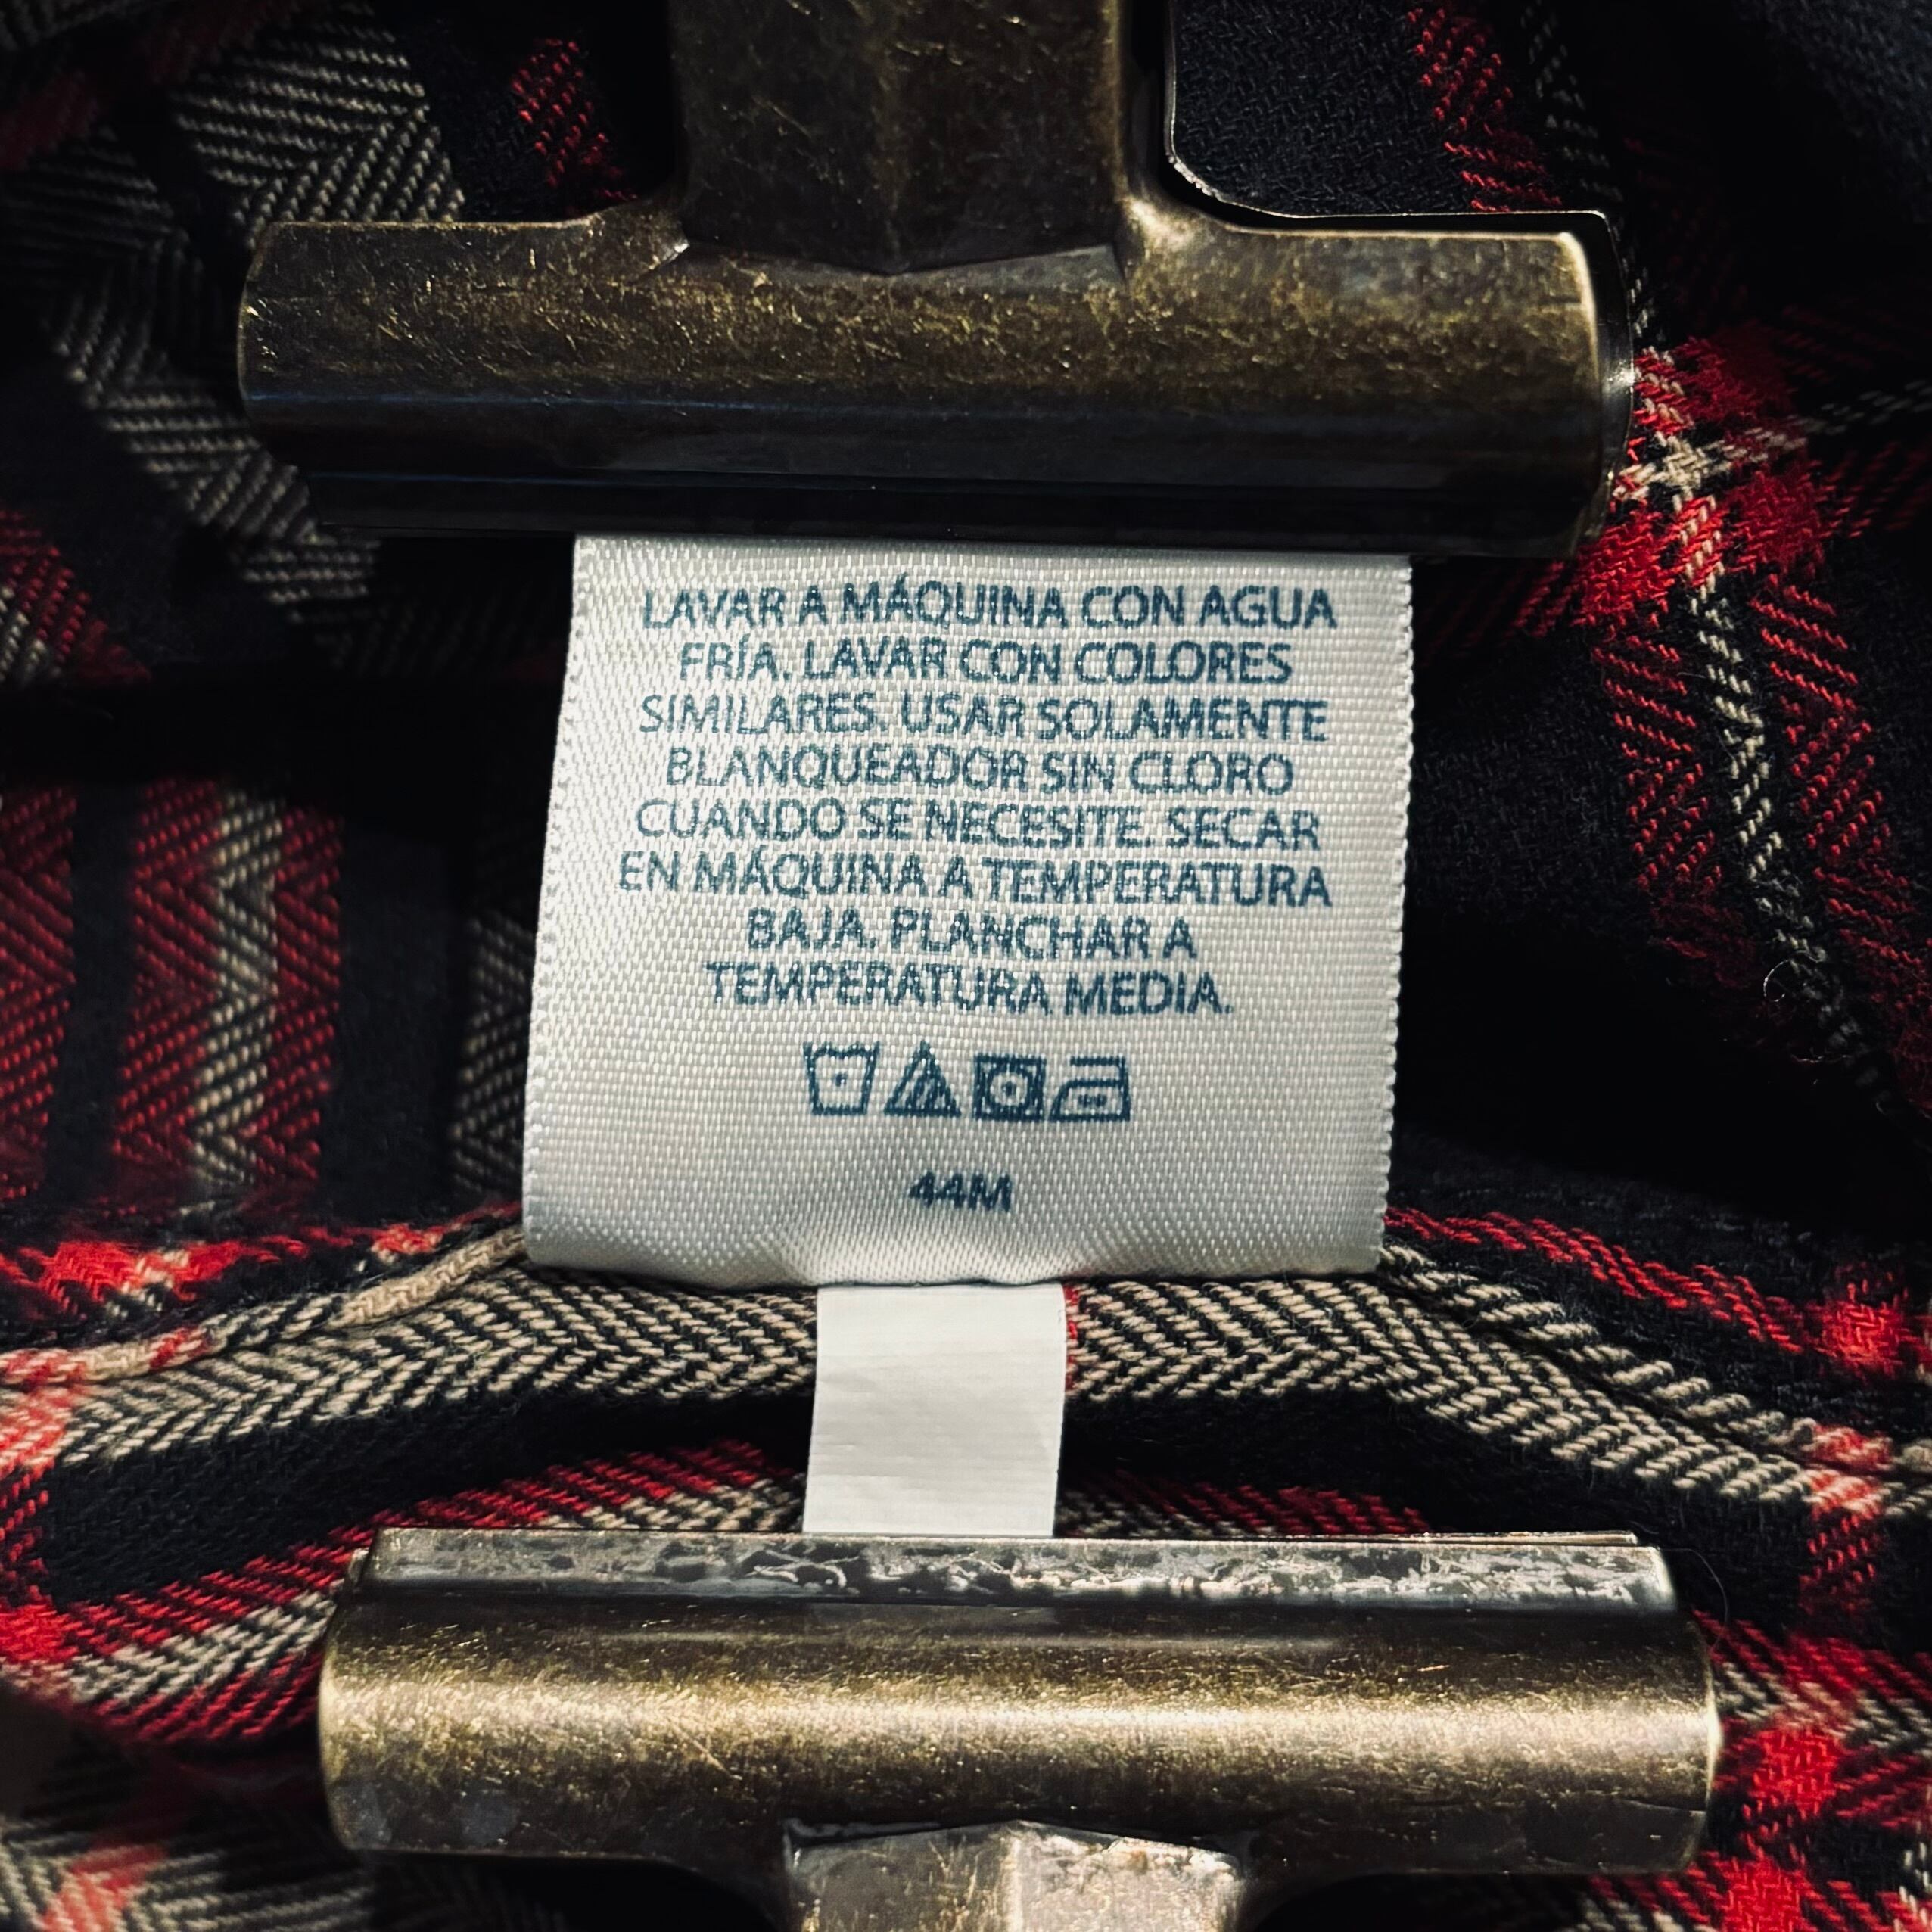 LAVAR A MÁQUINA CON AGUA
FRÍA. LAVAR CON COLORES
SIMILARES. USAR SOLAMENTE
BLANQUEADOR SIN CLORO
CUANDO SE NECESITE. SECAR
EN MÁQUINA A TEMPERATURA
BAJA. PLANCHAR A
TEMPERATURA MEDIA.
44M